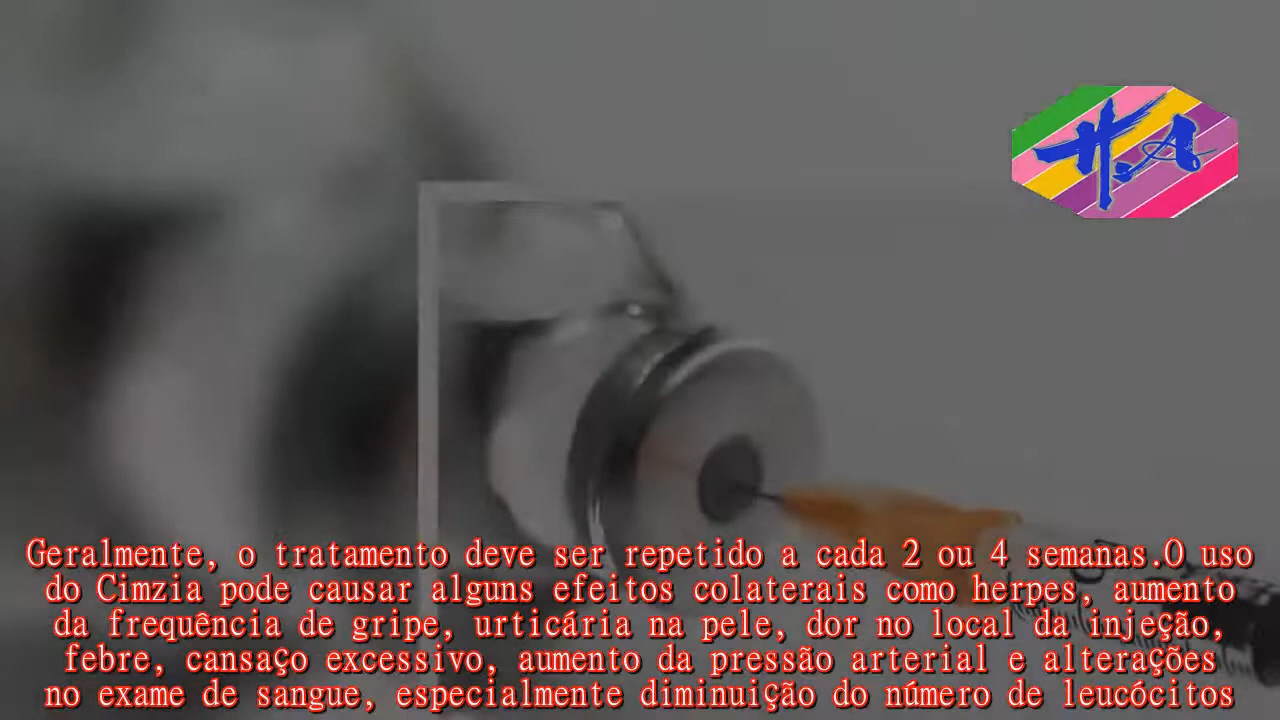 H.A
Geralmente, o tratamento deve ser repetido a cada 2 ou 4 semanas.O uso
do Cimzia pode causar alguns efeitos colaterais como herpes, aumento
da frequência de gripe, urticária na pele, dor no local da injeção,
febre, cansaço excessivo, aumento da pressão arterial e alterações
no exame de sangue, especialmente diminuição do número de leucócitos